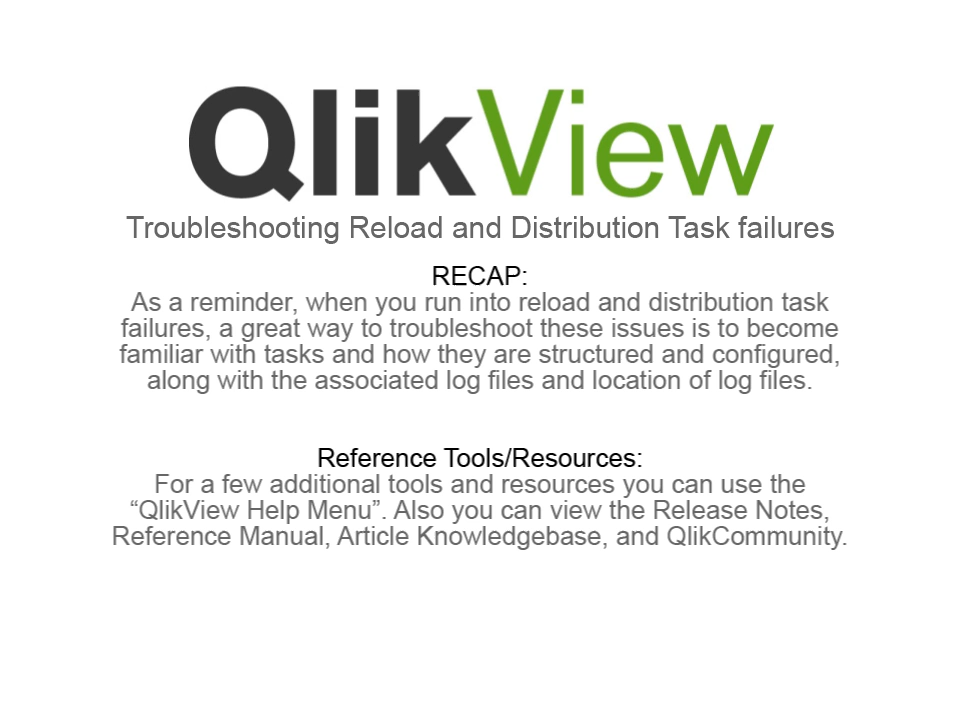 QlikView
Troubleshooting Reload and Distribution Task failures
RECAP:
As a reminder, when you run into reload and distribution task
failures, a great way to troubleshoot these issues is to become
familiar with tasks and how they are structured and configured,
along with the associated log files and location of log files.
Reference Tools/Resources:
For a few additional tools and resources you can use the
“QlikView Help Menu”. Also you can view the Release Notes,
Reference Manual, Article Knowledgebase, and QlikCommunity.